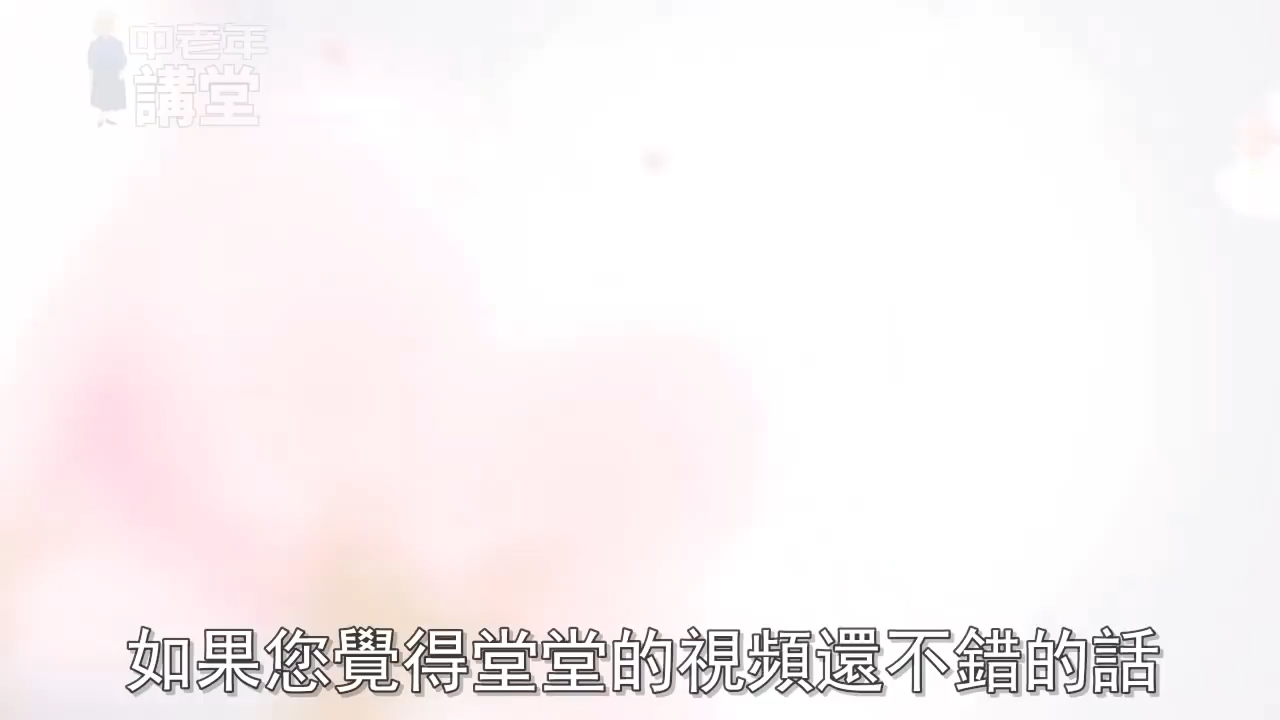 中老年
講堂
如果您覺得堂堂的視頻還不錯的話